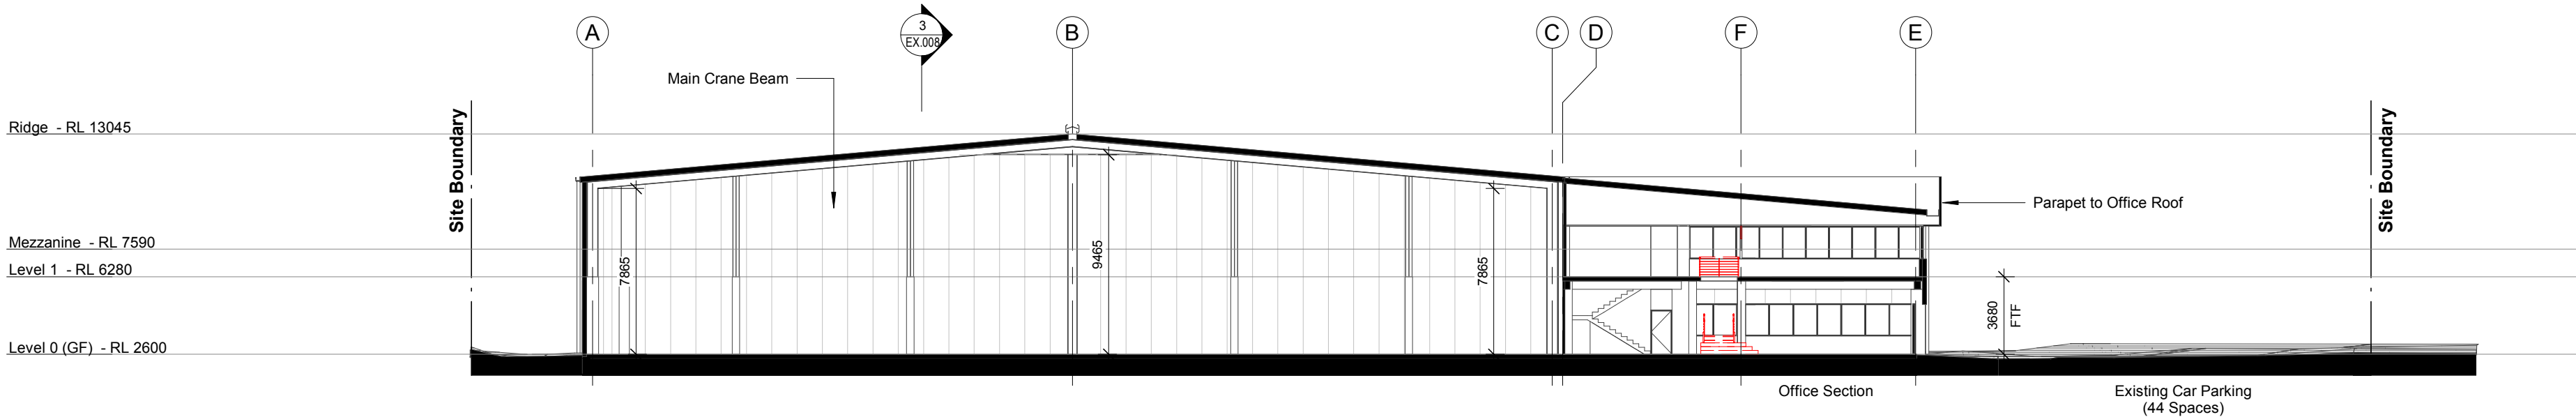 A
3
EX.008
B
C
D
F
E
Main Crane Beam
Site Boundary
Site Boundary
Ridge - RL 13045
Parapet to Office Roof
Mezzanine - RL 7590
Level 1 - RL 6280
7865
9465
7865
3680
FTF
Level 0 (GF) - RL 2600
Office Section
Existing Car Parking
(44 Spaces)